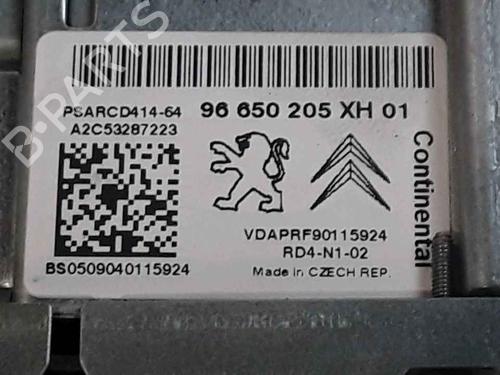 PSARCD414-64 96 650 205 XH 01
A2C53287223
Continental
VDAPRF90115924
RD4-N1-02
BS0509040115924
Made in CZECH REP.
B-PARTS